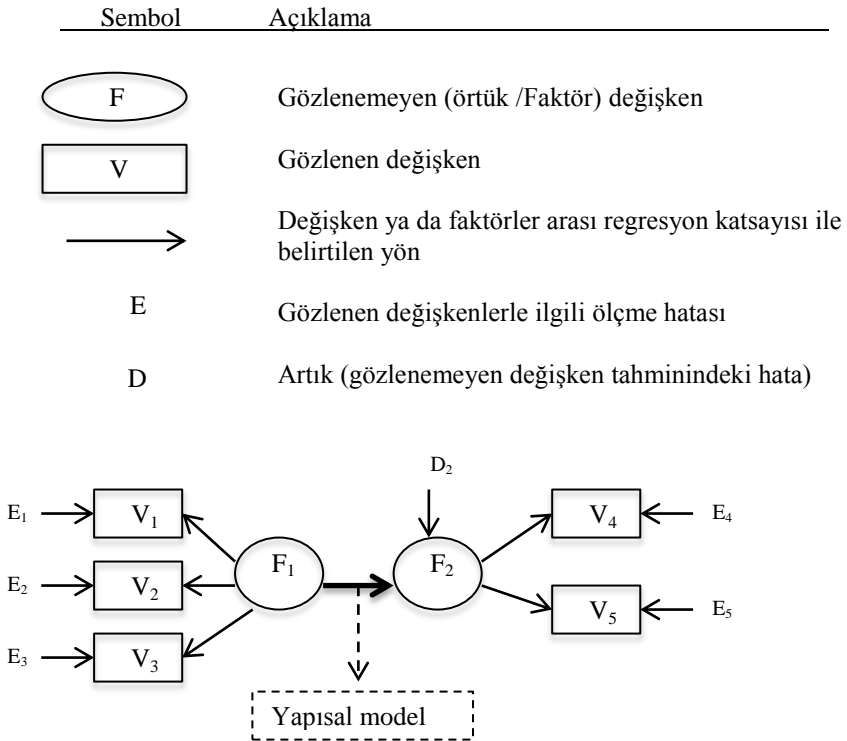 Sembol Açıklama
F Gözlenemeyen (örtük /Faktör) değişken
V Gözlenen değişken
Değişken ya da faktörler arası regresyon katsayısı ile
belirtilen yön
E Gözlenen değişkenlerle ilgili ölçme hatası
D Artık (gözlenemeyen değişken tahminindeki hata)
D₂
E₁ V₁ V₄ E₄
F₁ F₂
E₂ V₂
V₅ E₅
E₃ V₃
Yapısal model